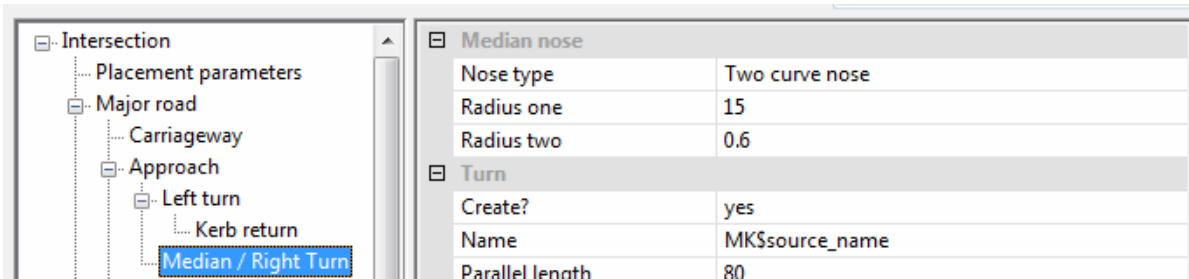 Intersection
Placement parameters
Major road
Carriageway
Approach
Left turn
Kerb return
Median / Right Turn
Median nose
Nose type Two curve nose
Radius one 15
Radius two 0.6
Turn
Create? yes
Name MK$source_name
Parallel length 80